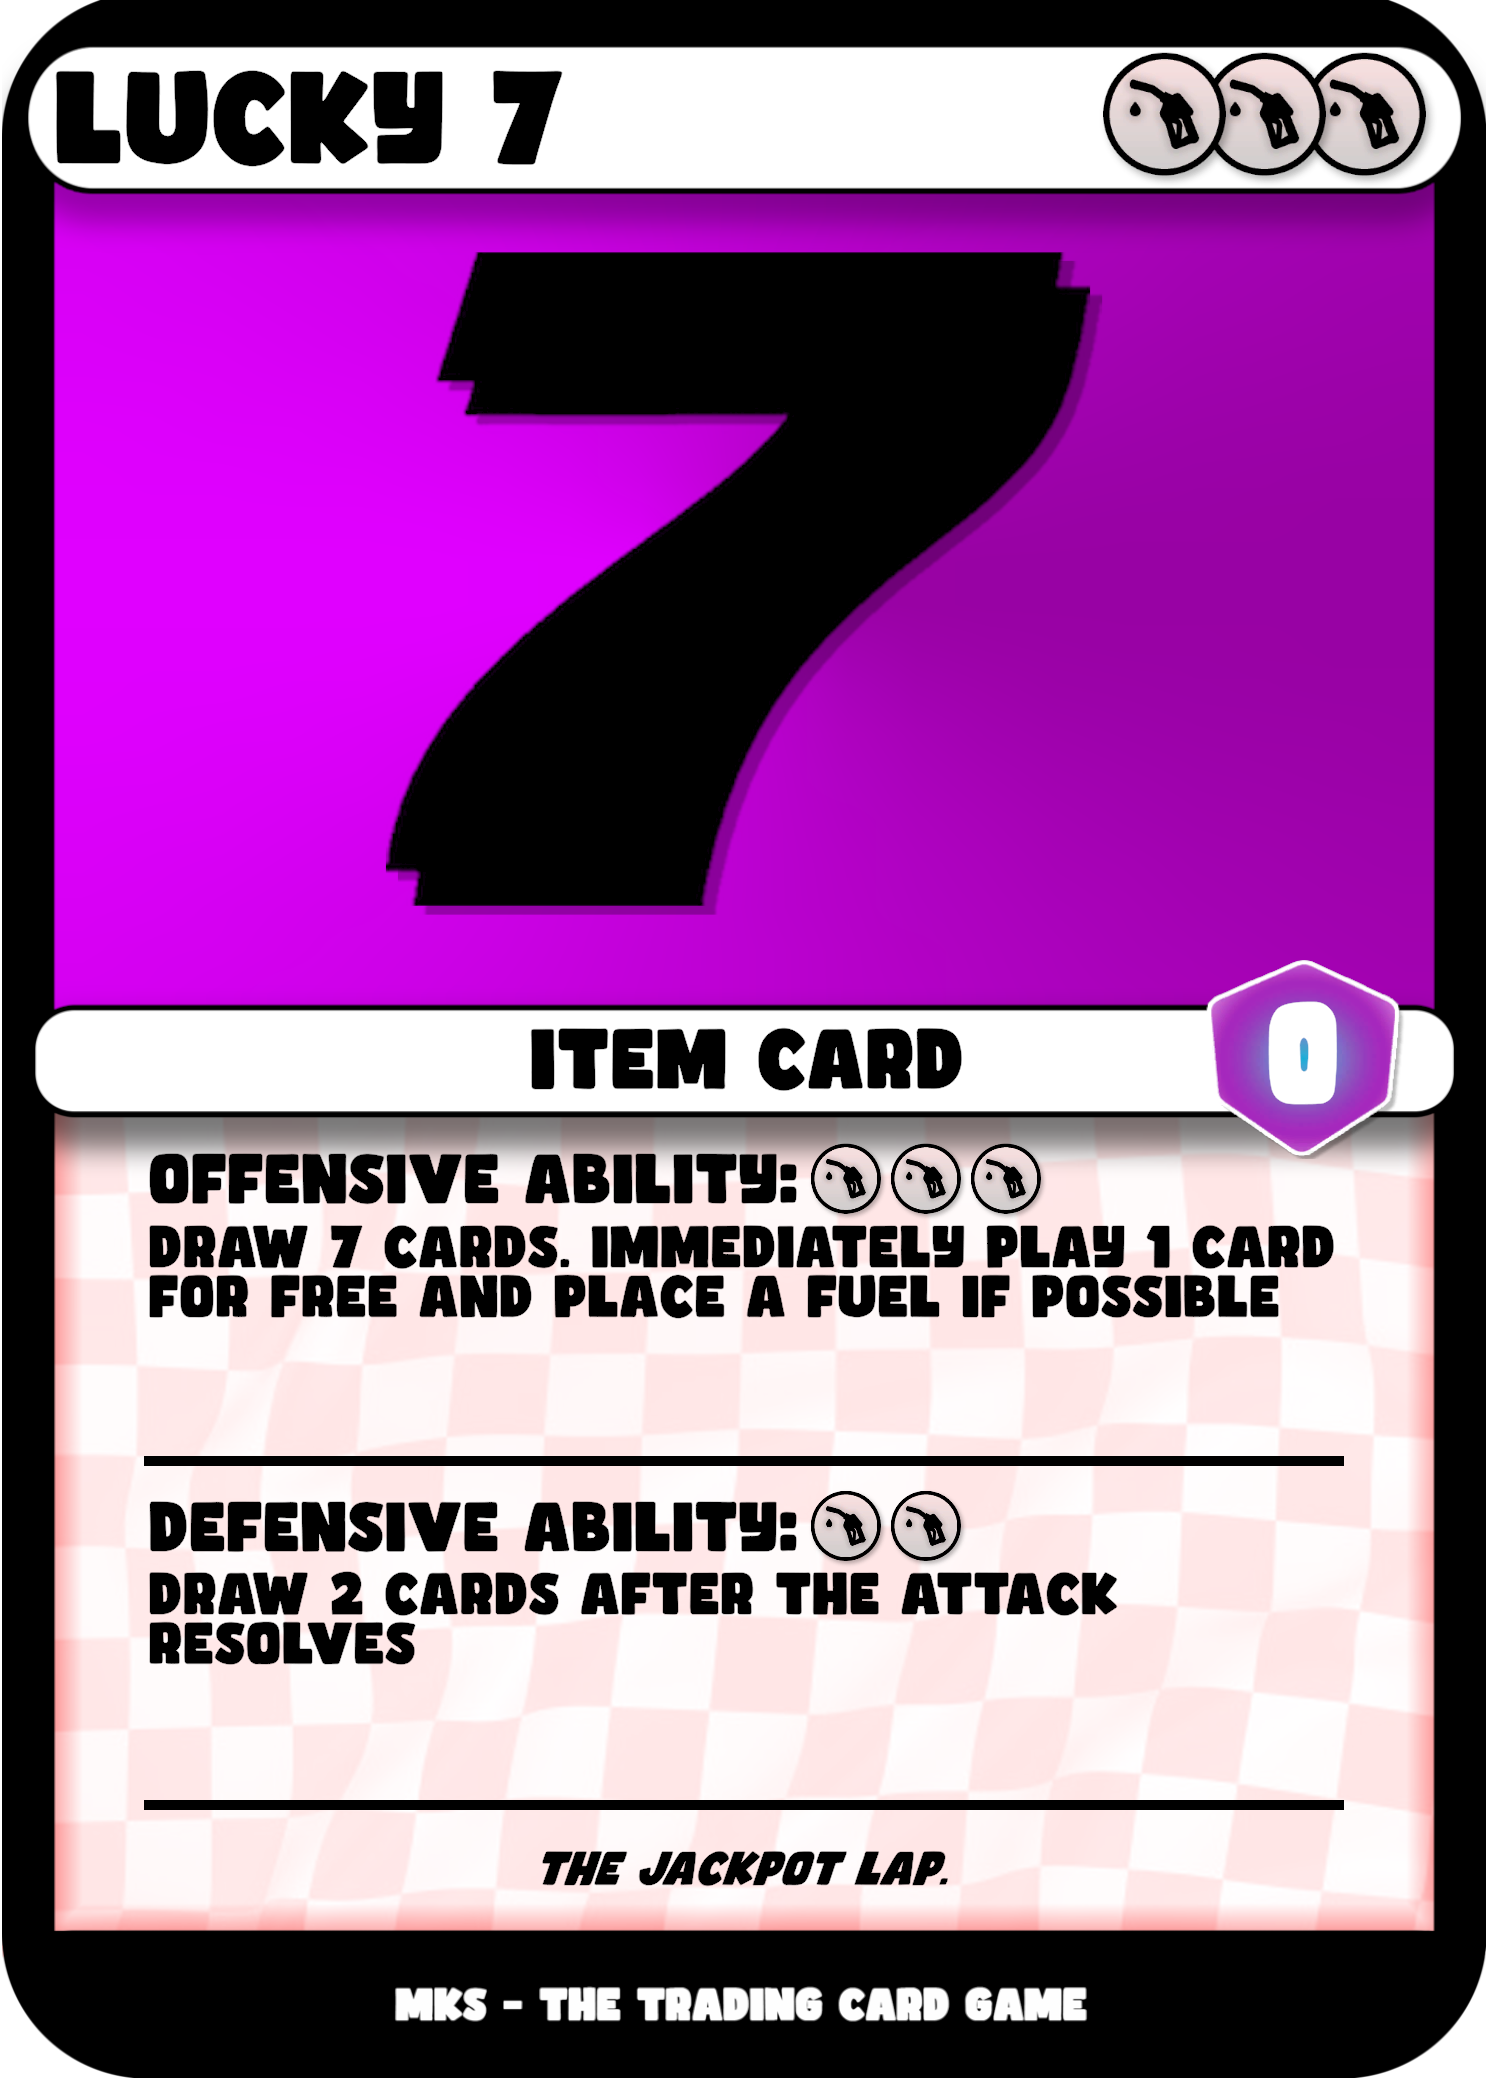 LUCKY 7
7
ITEM CARD
0
OFFENSIVE ABILITY:
DRAW 7 CARDS. IMMEDIATELY PLAY 1 CARD
FOR FREE AND PLACE A FUEL IF POSSIBLE
DEFENSIVE ABILITY:
DRAW 2 CARDS AFTER THE ATTACK
RESOLVES
THE JACKPOT LAP.
MKS - THE TRADING CARD GAME